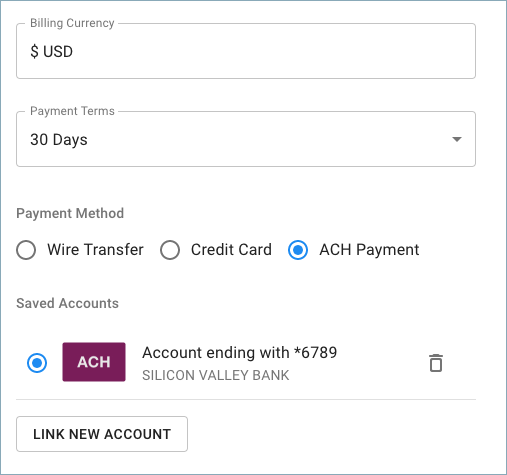 Billing Currency
$ USD
Payment Terms
30 Days
Payment Method
Wire Transfer Credit Card ACH Payment
Saved Accounts
ACH Account ending with *6789
SILICON VALLEY BANK
LINK NEW ACCOUNT